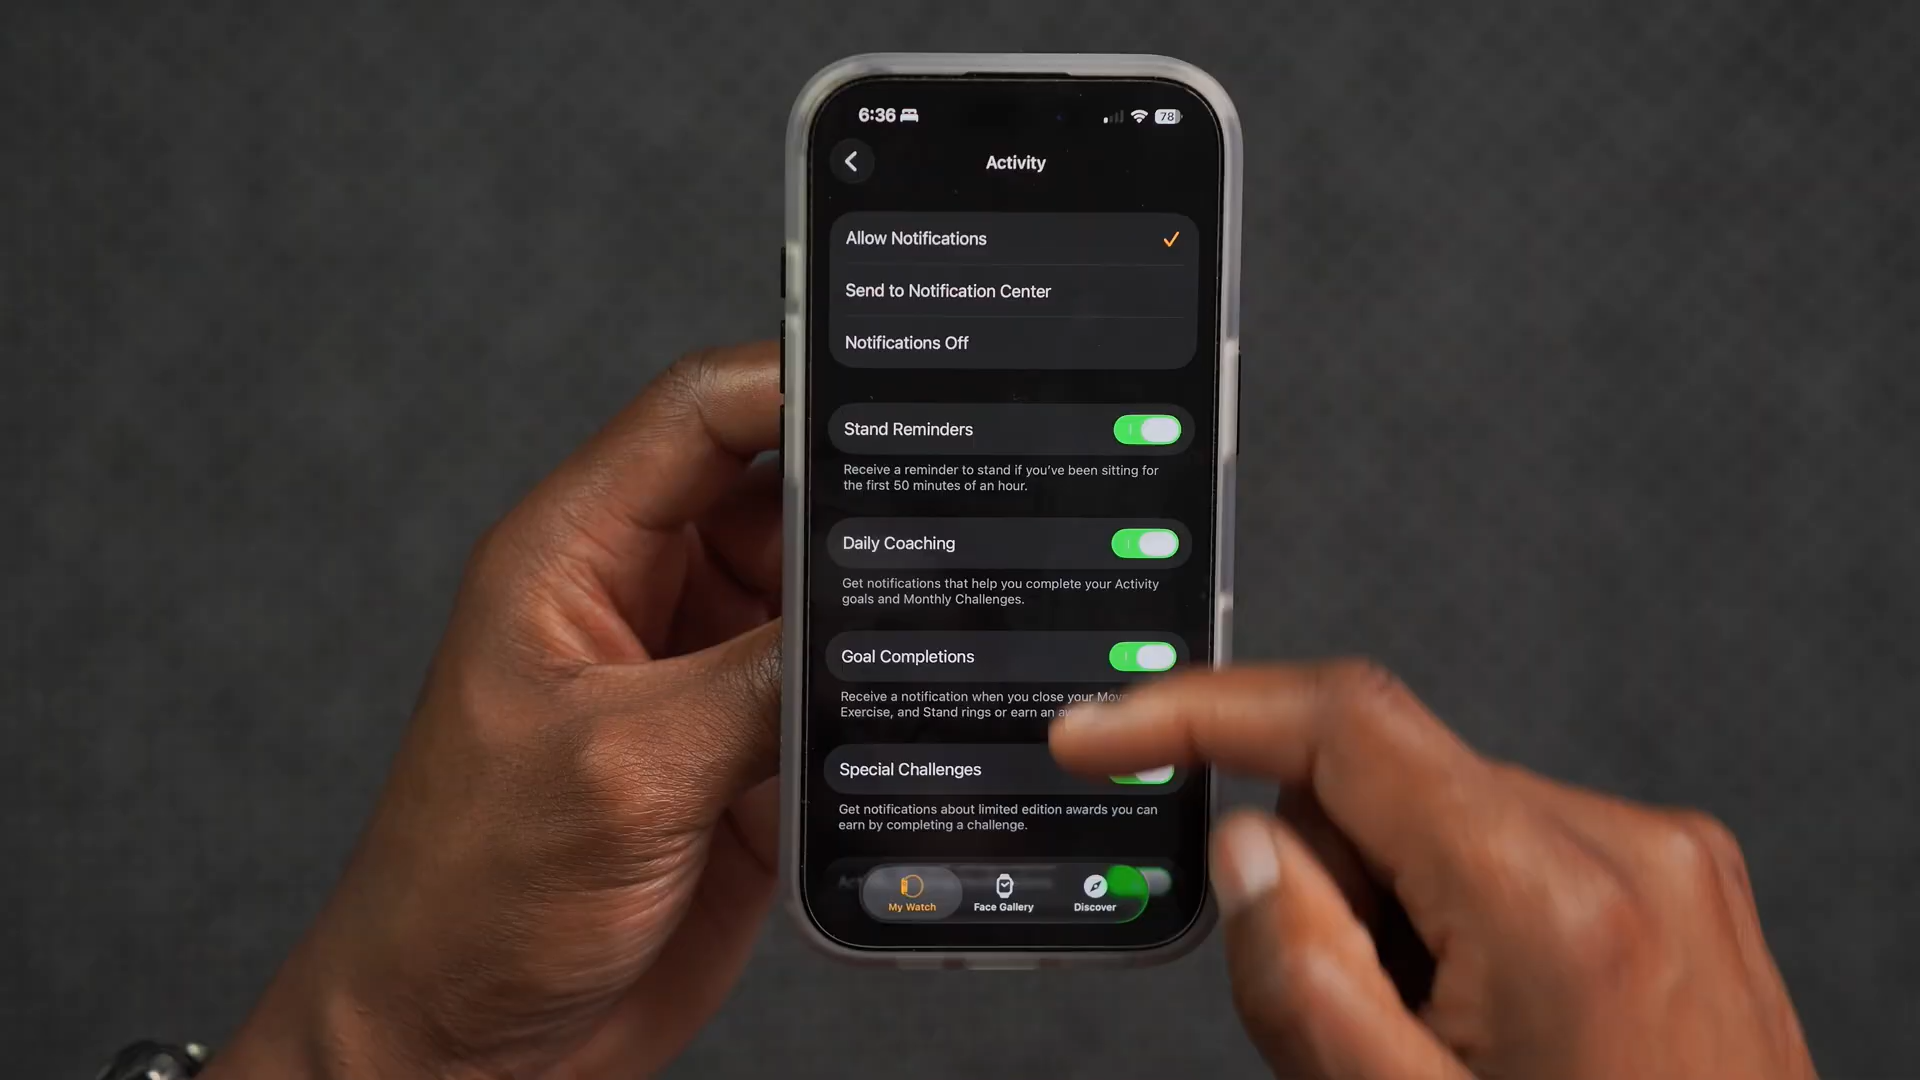 6:36
78
Activity
Allow Notifications
Send to Notification Center
Notifications Off
Stand Reminders
Receive a reminder to stand if you've been sitting for
the first 50 minutes of an hour.
Daily Coaching
Get notifications that help you complete your Activity
goals and Monthly Challenges.
Goal Completions
Receive a notification when you close your Move
Exercise, and Stand rings or earn an
Special Challenges
Get notifications about limited edition awards you can
earn by completing a challenge.
My Watch
Face Gallery
Discover